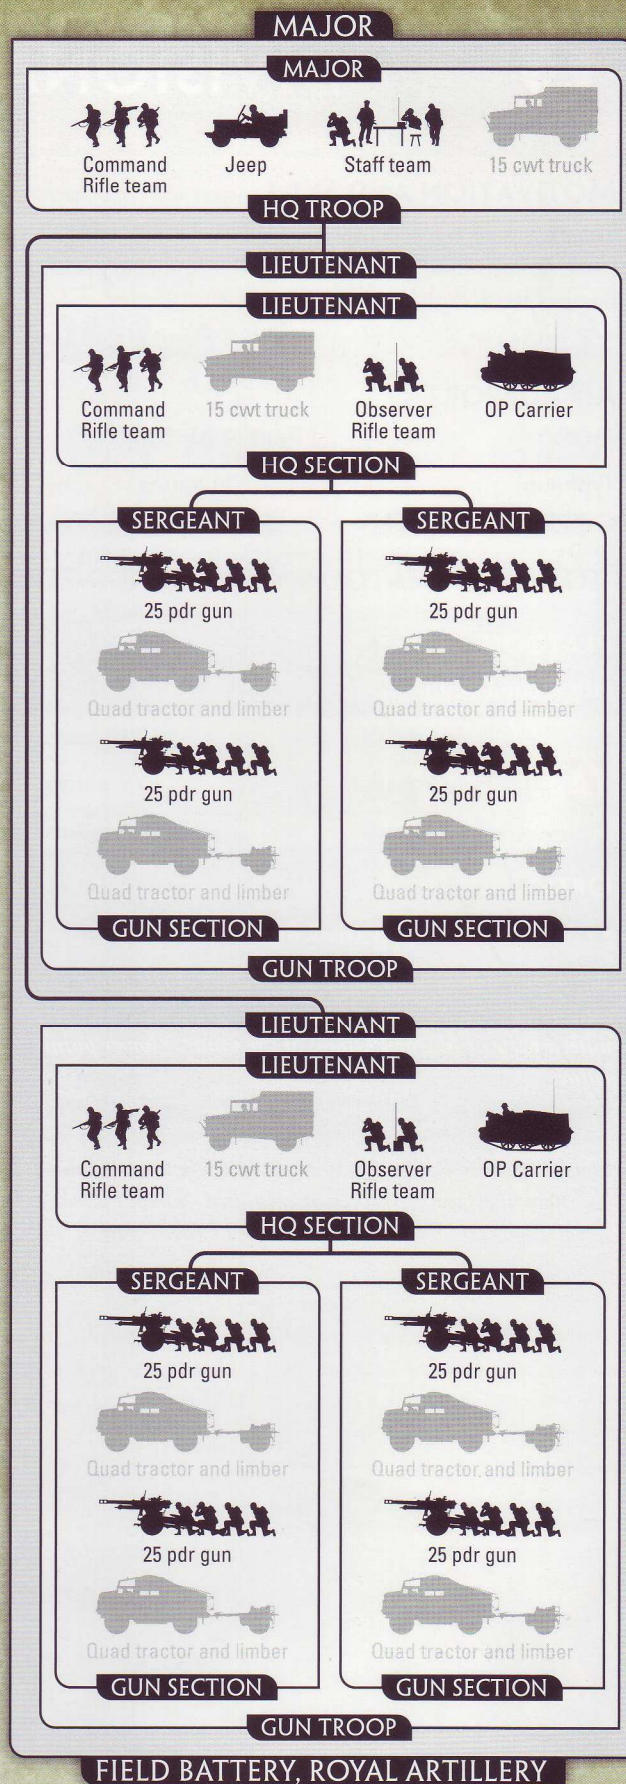 MAJOR
MAJOR
Command
Rifle team
Jeep
Staff team
15 cwt truck
HQ TROOP
LIEUTENANT
LIEUTENANT
Command
Rifle team
15 cwt truck
Observer
Rifle team
OP Carrier
HQ SECTION
SERGEANT
25 pdr gun
Quad tractor and limber
25 pdr gun
Quad tractor and limber
GUN SECTION
SERGEANT
25 pdr gun
Quad tractor and limber
25 pdr gun
Quad tractor and limber
GUN SECTION
GUN TROOP
LIEUTENANT
LIEUTENANT
Command
Rifle team
15 cwt truck
Observer
Rifle team
OP Carrier
HQ SECTION
SERGEANT
25 pdr gun
Quad tractor and limber
25 pdr gun
Quad tractor and limber
GUN SECTION
SERGEANT
25 pdr gun
Quad tractor and limber
25 pdr gun
Quad tractor and limber
GUN SECTION
GUN TROOP
FIELD BATTERY, ROYAL ARTILLERY